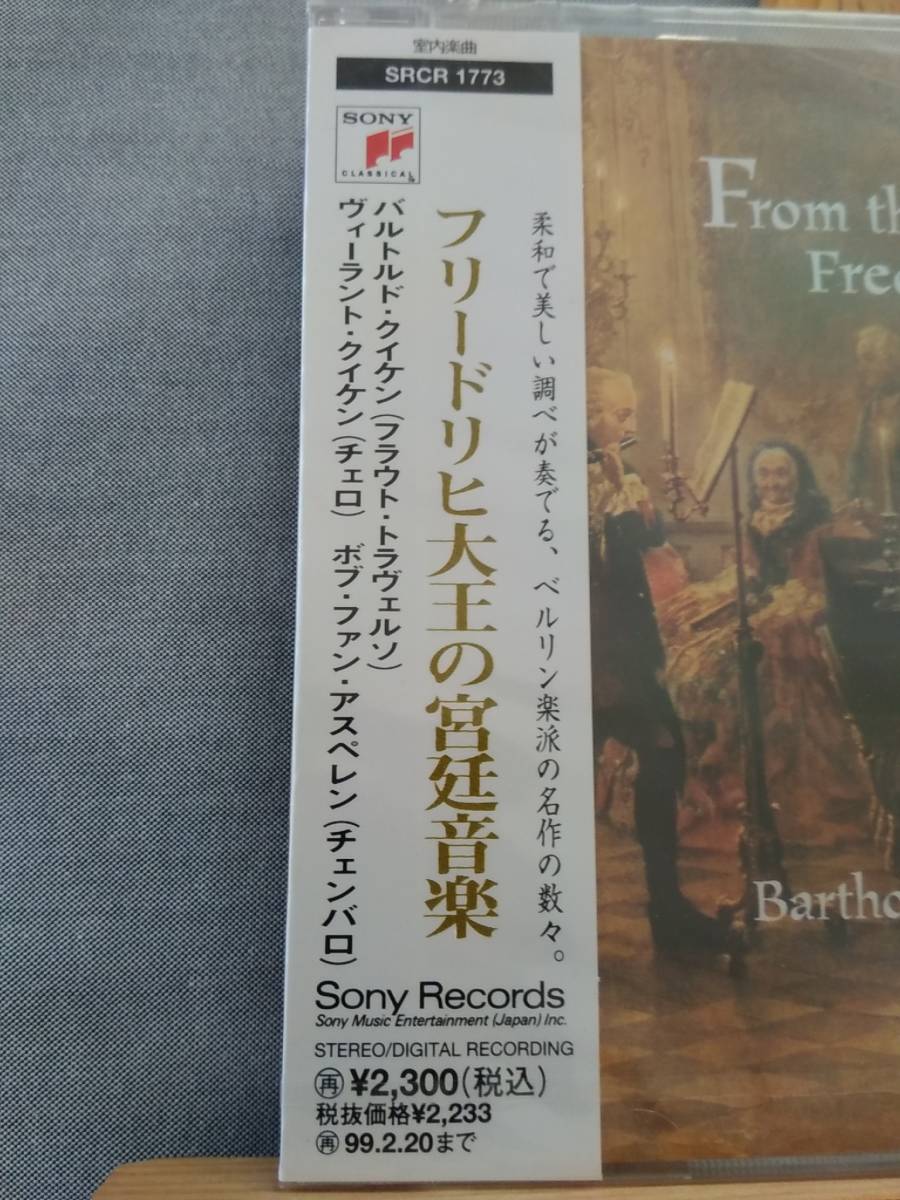 室内楽曲
SRCR 1773
SONY
CLASSICAL
柔和で美しい調べが奏でる、ベルリン楽派の名作の数々。
フリードリヒ大王の宮廷音楽
バルトルド・クイケン(フラウト・トラヴェルソ)
ヴィーラント・クイケン(チェロ) ボブ・ファン・アスペレン(チェンバロ)
Sony Records
Sony Music Entertainment (Japan) Inc.
STEREO/DIGITAL RECORDING
㊢ ¥2,300(税込)
税抜価格¥2,233
㊢ 99.2.20まで
From th
Fre
Bartho